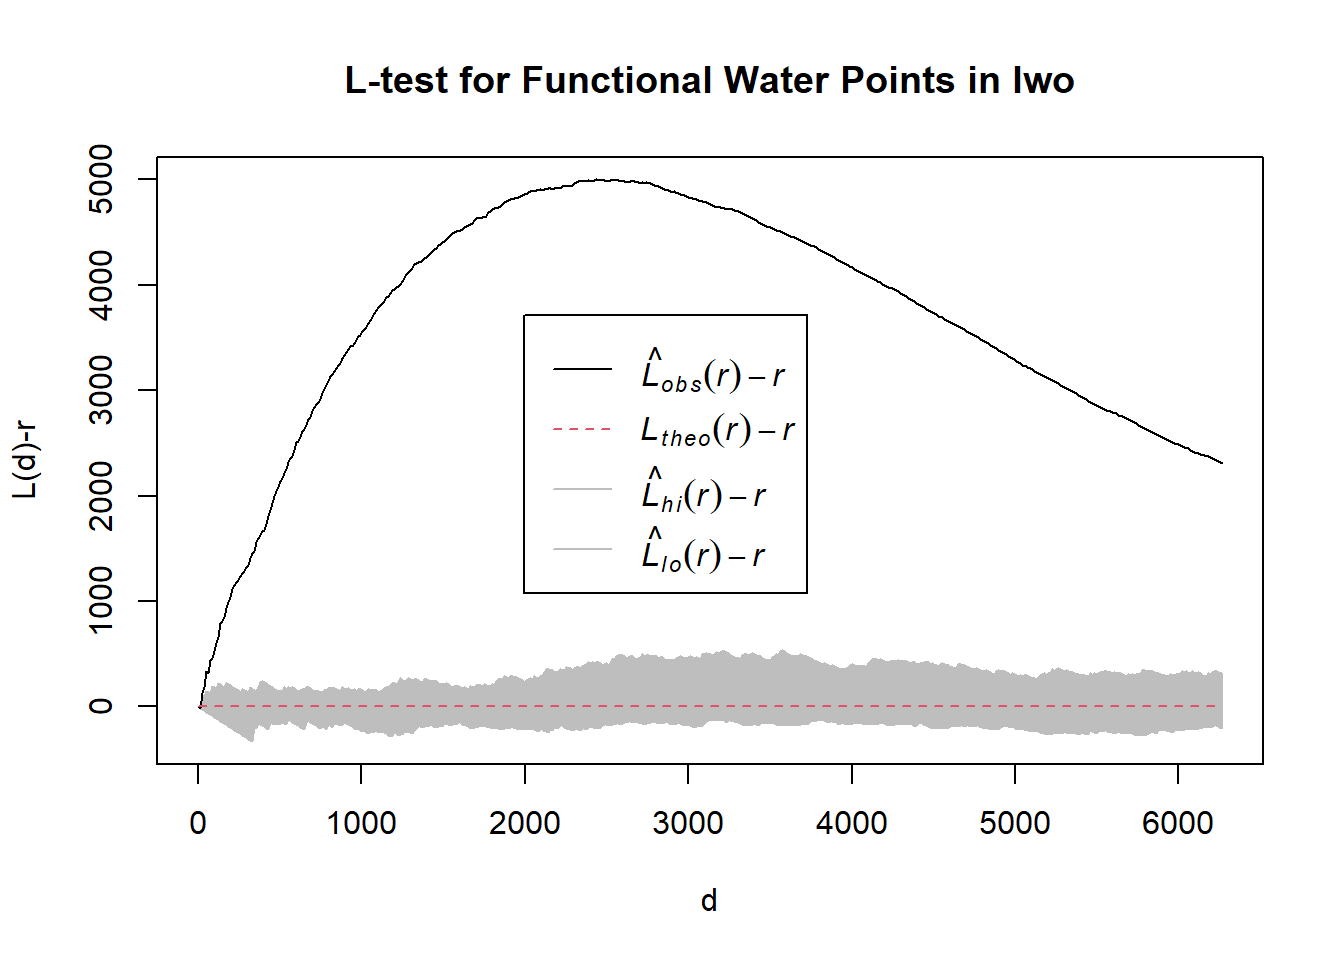 L-test for Functional Water Points in Iwo
L(d)-r
5000
4000
3000
2000
1000
0
L̂obs(r) − r
Ltheo(r) − r
L̂hi(r) − r
L̂lo(r) − r
0 1000 2000 3000 4000 5000 6000
d